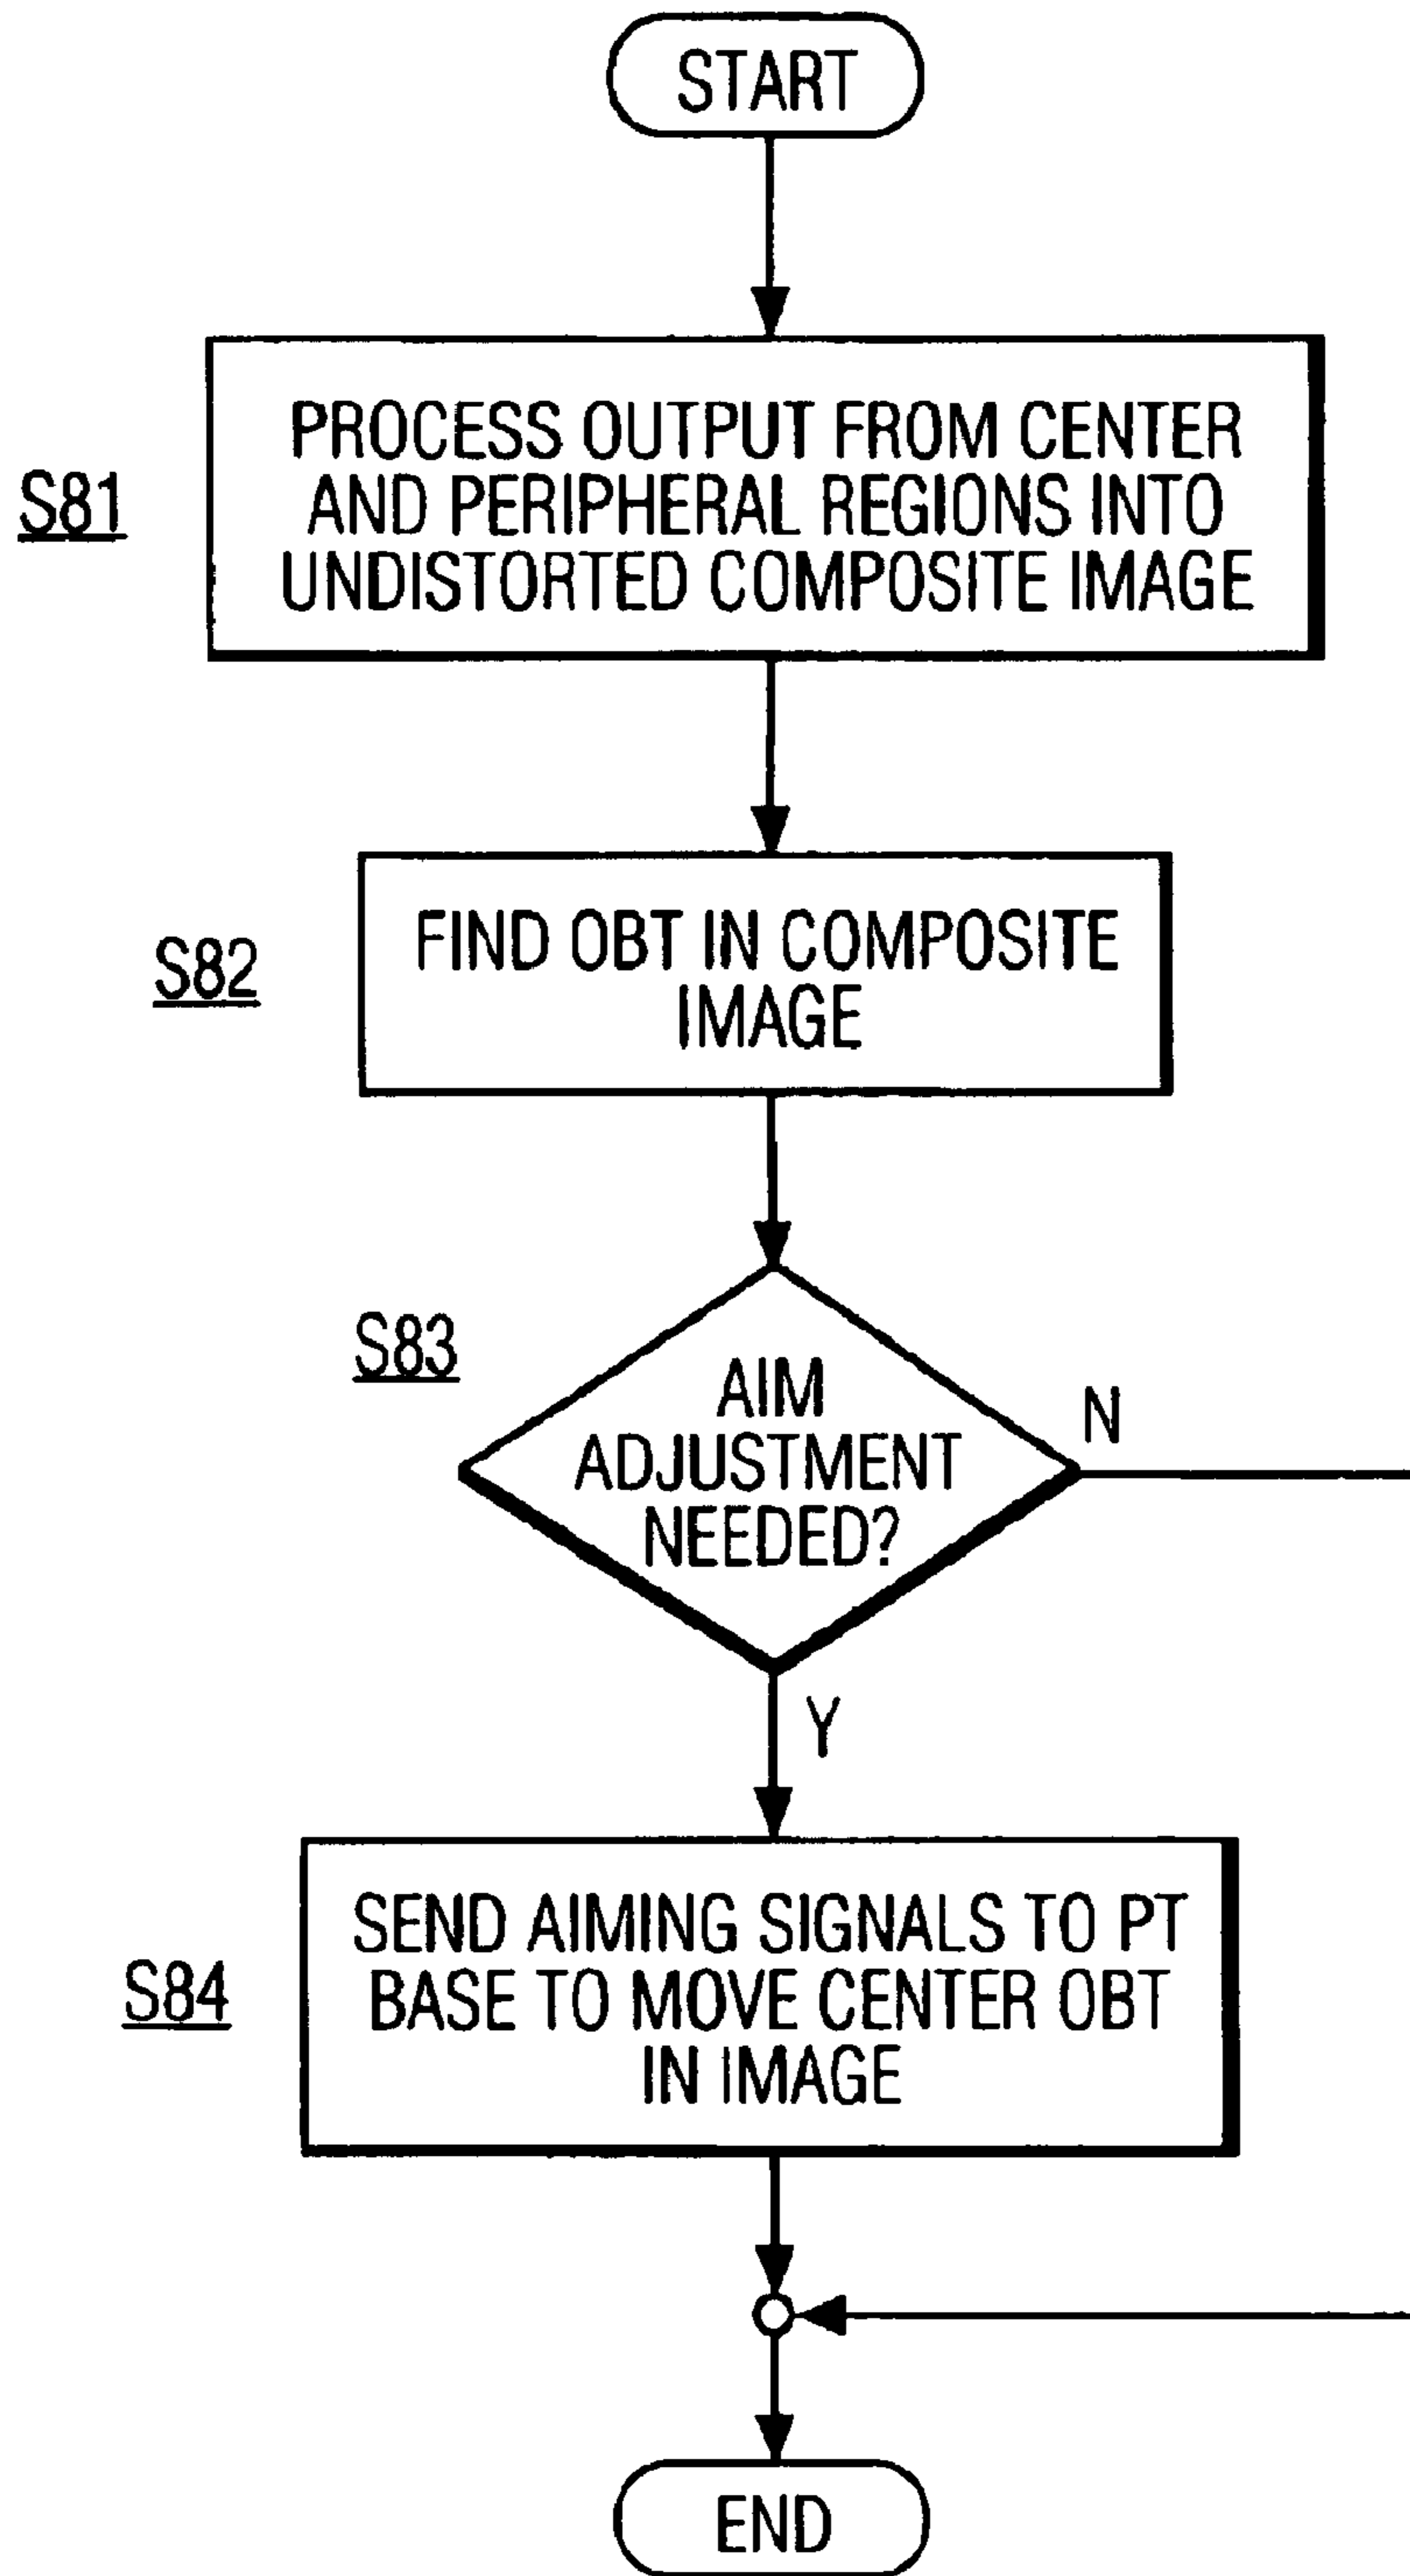 START
S81
PROCESS OUTPUT FROM CENTER
AND PERIPHERAL REGIONS INTO
UNDISTORTED COMPOSITE IMAGE
S82
FIND OBT IN COMPOSITE
IMAGE
S83
AIM
ADJUSTMENT
NEEDED?
N
Y
S84
SEND AIMING SIGNALS TO PT
BASE TO MOVE CENTER OBT
IN IMAGE
END